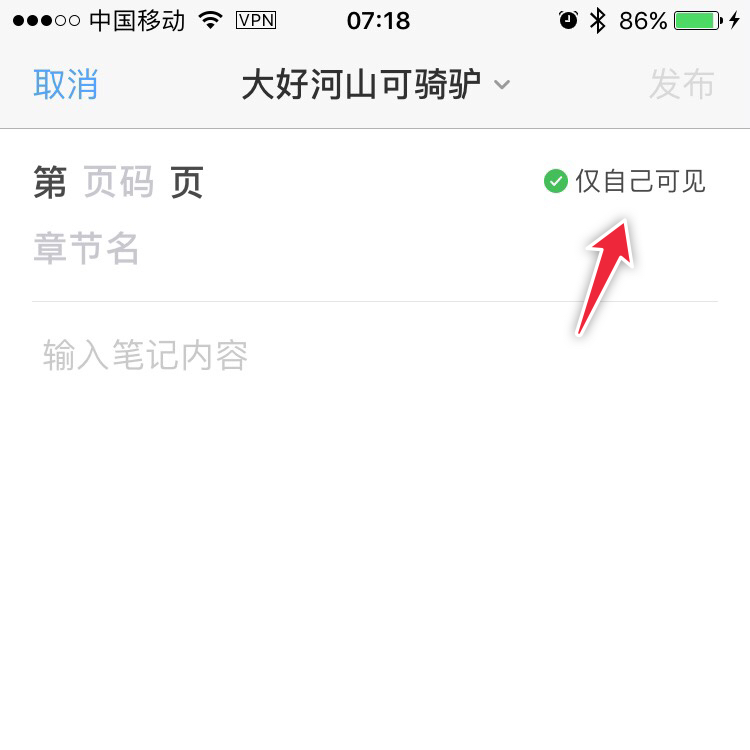 中国移动 VPN 07:18 86%
取消 大好河山可骑驴 发布
第 页码 页 仅自己可见
章节名
输入笔记内容